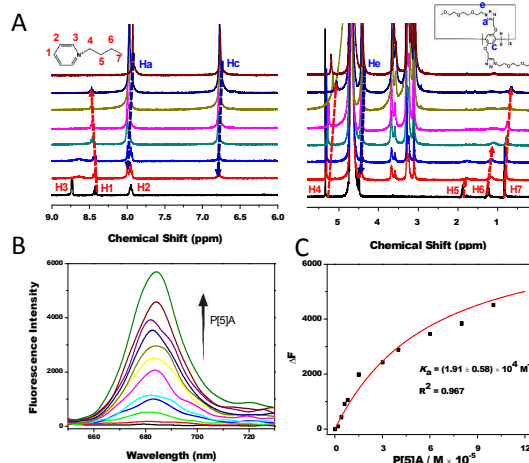 A
1
2
3
4
5
6
7
N
+
Ha
Hc
H3
H1
H2
9.0 8.5 8.0 7.5 7.0 6.5 6.0
Chemical Shift (ppm)
e
a
c
He
H4
H5
H6
H7
5 4 3 2 1
Chemical Shift (ppm)
B
Fluorescence Intensity
6000
4000
2000
0
P[5]A
660 680 700 720
Wavelength (nm)
C
ΔF
6000
4000
2000
0
Kₐ = (1.91 ± 0.58) × 10⁴ M⁻
R² = 0.967
0 3 6 9 12
P[5]A / M × 10⁻⁵